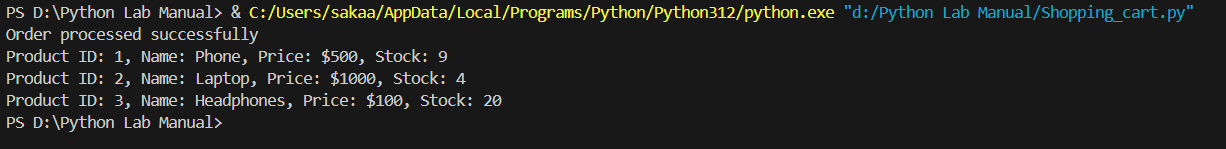 PS D:\Python Lab Manual> & C:/Users/sakaa/AppData/Local/Programs/Python/Python312/python.exe "d:/Python Lab Manual/Shopping_cart.py"
Order processed successfully
Product ID: 1, Name: Phone, Price: $500, Stock: 9
Product ID: 2, Name: Laptop, Price: $1000, Stock: 4
Product ID: 3, Name: Headphones, Price: $100, Stock: 20
PS D:\Python Lab Manual>